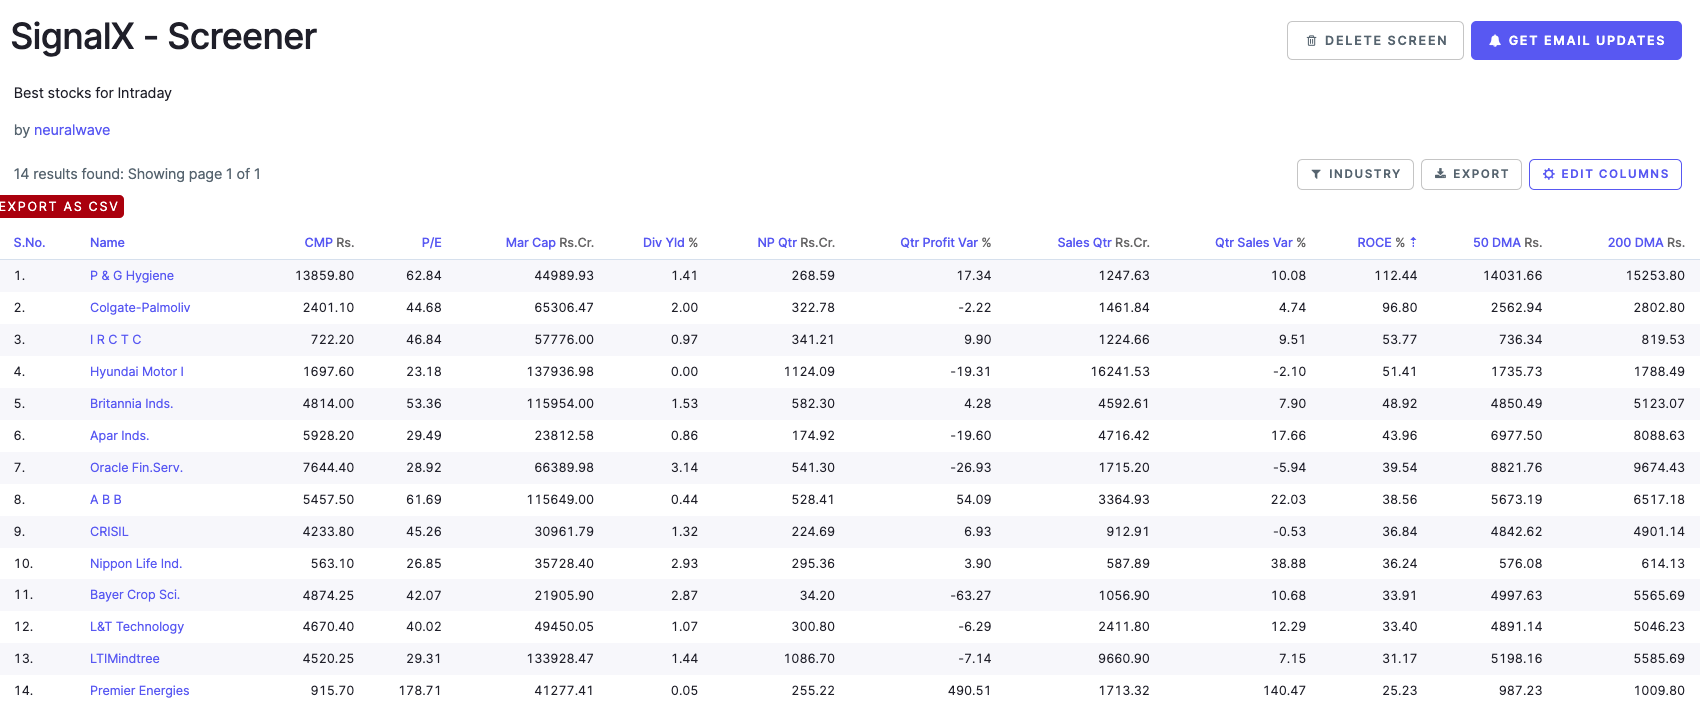 SignalX - Screener
DELETE SCREEN
GET EMAIL UPDATES
Best stocks for Intraday
by neuralwave
14 results found: Showing page 1 of 1
INDUSTRY
EXPORT
EDIT COLUMNS
EXPORT AS CSV
S.No. Name CMP Rs. P/E Mar Cap Rs.Cr. Div Yld % NP Qtr Rs.Cr. Qtr Profit Var % Sales Qtr Rs.Cr. Qtr Sales Var % ROCE % ↑ 50 DMA Rs. 200 DMA Rs.
1. P & G Hygiene 13859.80 62.84 44989.93 1.41 268.59 17.34 1247.63 10.08 112.44 14031.66 15253.80
2. Colgate-Palmoliv 2401.10 44.68 65306.47 2.00 322.78 -2.22 1461.84 4.74 96.80 2562.94 2802.80
3. I R C T C 722.20 46.84 57776.00 0.97 341.21 9.90 1224.66 9.51 53.77 736.34 819.53
4. Hyundai Motor I 1697.60 23.18 137936.98 0.00 1124.09 -19.31 16241.53 -2.10 51.41 1735.73 1788.49
5. Britannia Inds. 4814.00 53.36 115954.00 1.53 582.30 4.28 4592.61 7.90 48.92 4850.49 5123.07
6. Apar Inds. 5928.20 29.49 23812.58 0.86 174.92 -19.60 4716.42 17.66 43.96 6977.50 8088.63
7. Oracle Fin.Serv. 7644.40 28.92 66389.98 3.14 541.30 -26.93 1715.20 -5.94 39.54 8821.76 9674.43
8. A B B 5457.50 61.69 115649.00 0.44 528.41 54.09 3364.93 22.03 38.56 5673.19 6517.18
9. CRISIL 4233.80 45.26 30961.79 1.32 224.69 6.93 912.91 -0.53 36.84 4842.62 4901.14
10. Nippon Life Ind. 563.10 26.85 35728.40 2.93 295.36 3.90 587.89 38.88 36.24 576.08 614.13
11. Bayer Crop Sci. 4874.25 42.07 21905.90 2.87 34.20 -63.27 1056.90 10.68 33.91 4997.63 5565.69
12. L&T Technology 4670.40 40.02 49450.05 1.07 300.80 -6.29 2411.80 12.29 33.40 4891.14 5046.23
13. LTIMindtree 4520.25 29.31 133928.47 1.44 1086.70 -7.14 9660.90 7.15 31.17 5198.16 5585.69
14. Premier Energies 915.70 178.71 41277.41 0.05 255.22 490.51 1713.32 140.47 25.23 987.23 1009.80